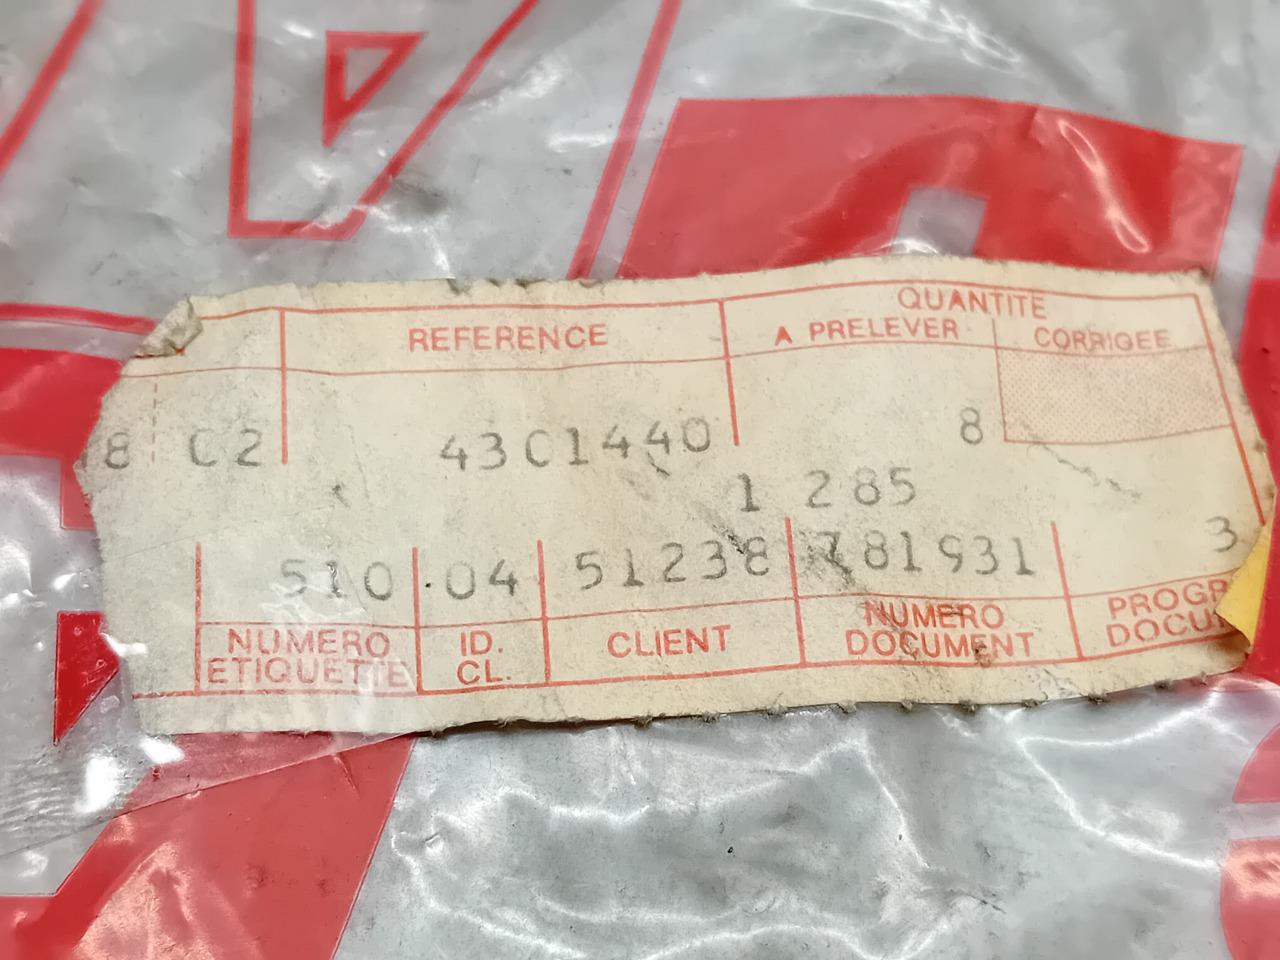 QUANTITE
REFERENCE A PRELEVER CORRIGEE
8 C2 43C1440 8
1 285
510 04 51238 781931 3
NUMERO ETIQUETTE ID. CL. CLIENT NUMERO DOCUMENT